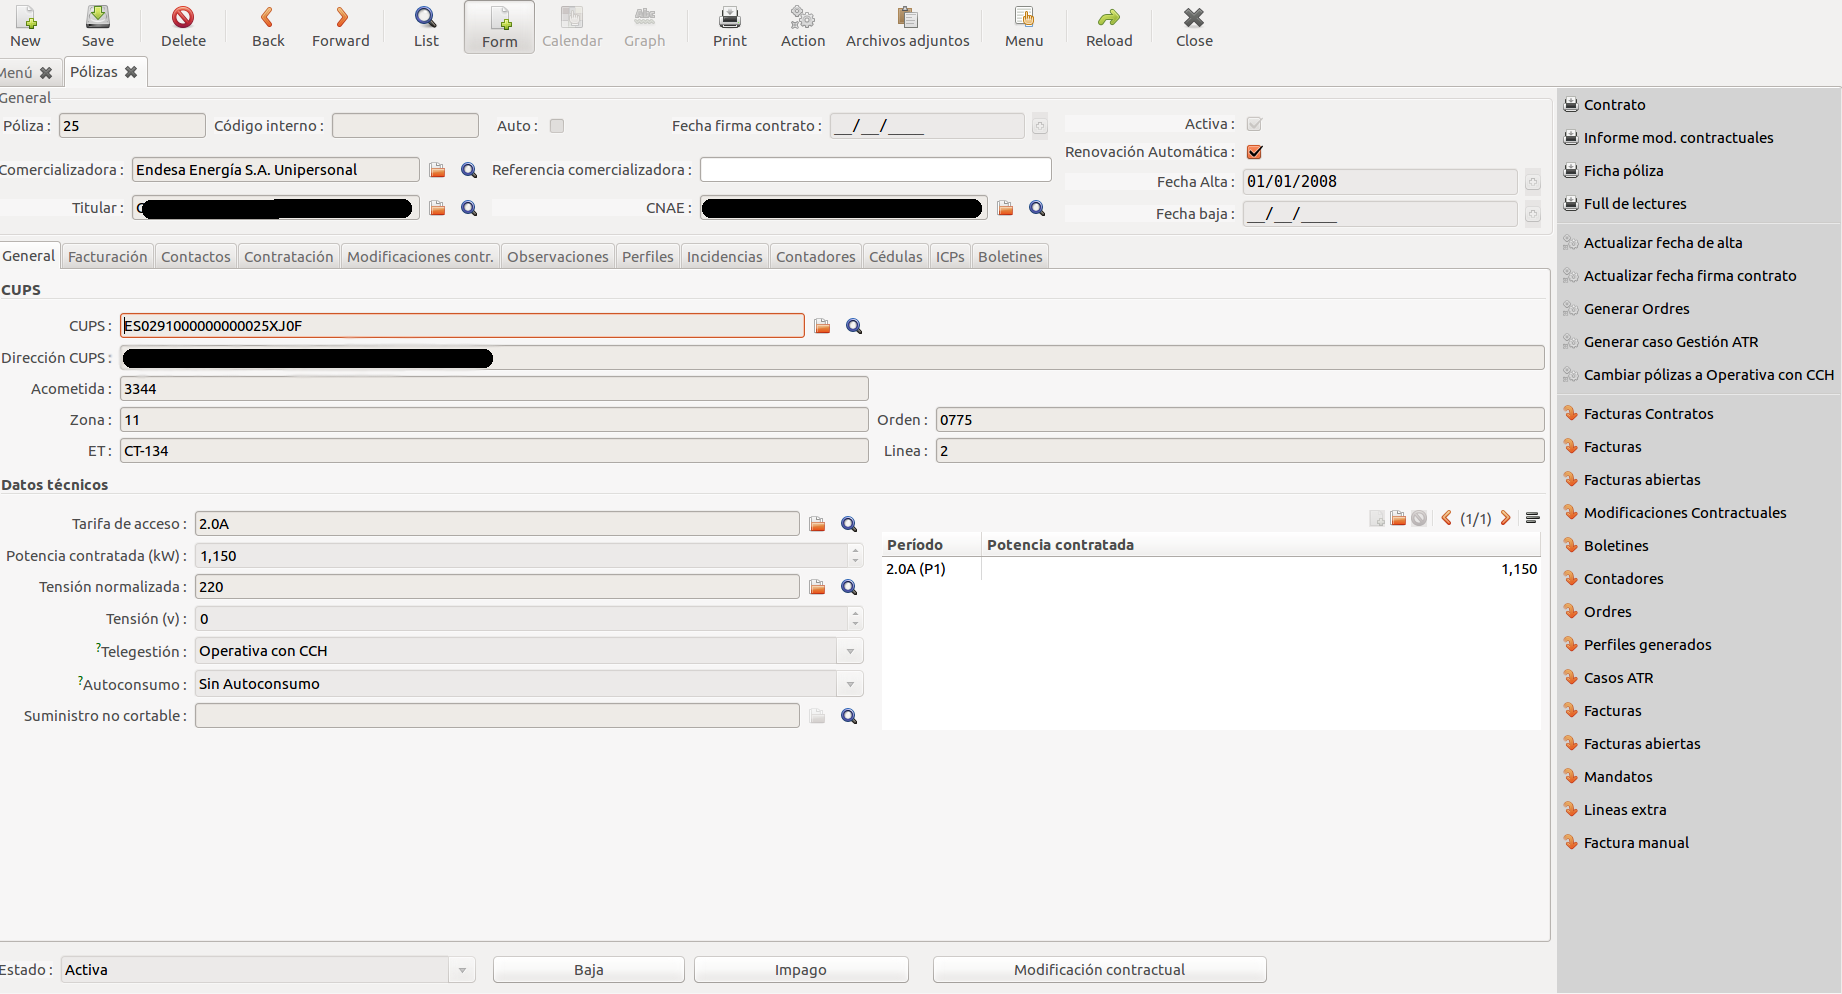 New Save Delete Back Forward List Form Calendar Graph Print Action Archivos adjuntos Menu Reload Close
Menú Pólizas
General
Póliza : 25 Código interno : Auto : Fecha firma contrato : __/__/____ Activa :
Renovación Automática :
Comercializadora : Endesa Energía S.A. Unipersonal Referencia comercializadora :
Fecha Alta : 01/01/2008
Titular : CNAE :
Fecha baja : __/__/____
General Facturación Contactos Contratación Modificaciones contr. Observaciones Perfiles Incidencias Contadores Cédulas ICPs Boletines
CUPS
CUPS : ES0291000000000025XJ0F
Dirección CUPS :
Acometida : 3344
Zona : 11 Orden : 0775
ET : CT-134 Linea : 2
Datos técnicos
Tarifa de acceso : 2.0A
Potencia contratada (kW) : 1,150
Tensión normalizada : 220
Tensión (v) : 0
?Telegestión : Operativa con CCH
?Autoconsumo : Sin Autoconsumo
Suministro no cortable :
(1/1)
Período Potencia contratada
2.0A (P1) 1,150
Estado : Activa Baja Impago Modificación contractual
Contrato
Informe mod. contractuales
Ficha póliza
Full de lectures
Actualizar fecha de alta
Actualizar fecha firma contrato
Generar Ordres
Generar caso Gestión ATR
Cambiar pólizas a Operativa con CCH
Facturas Contratos
Facturas
Facturas abiertas
Modificaciones Contractuales
Boletines
Contadores
Ordres
Perfiles generados
Casos ATR
Facturas
Facturas abiertas
Mandatos
Lineas extra
Factura manual